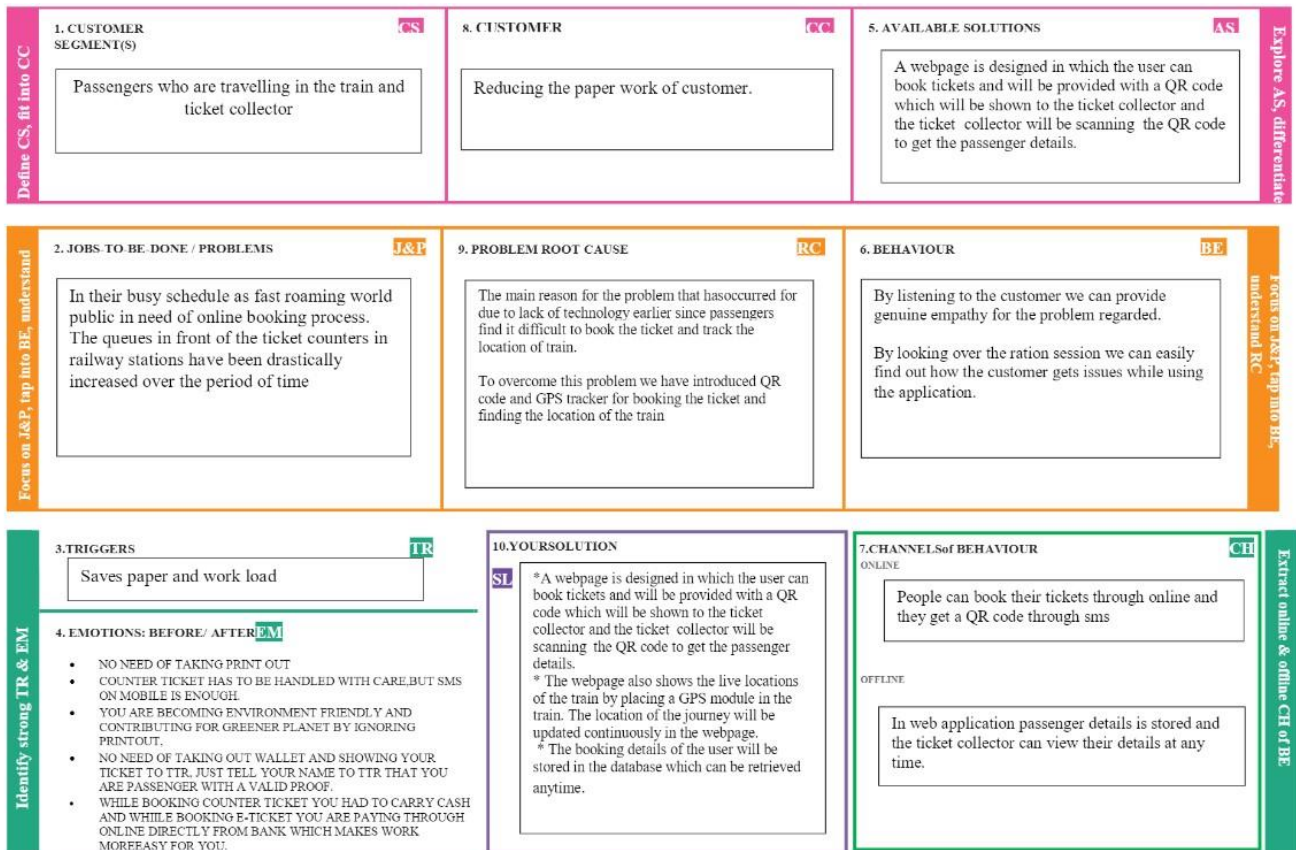 Define CS, fit into CC
1. CUSTOMER
SEGMENT(S)
CS
Passengers who are travelling in the train and
ticket collector
8. CUSTOMER
CC
Reducing the paper work of customer.
5. AVAILABLE SOLUTIONS
AS
A webpage is designed in which the user can
book tickets and will be provided with a QR code
which will be shown to the ticket collector and
the ticket collector will be scanning the QR code
to get the passenger details.
Explore AS, differentiate
Focus on J&P, tap into BE, understand
2. JOBS-TO-BE-DONE / PROBLEMS
J&P
In their busy schedule as fast roaming world
public in need of online booking process.
The queues in front of the ticket counters in
railway stations have been drastically
increased over the period of time
9. PROBLEM ROOT CAUSE
RC
The main reason for the problem that hasoccurred for
due to lack of technology earlier since passengers
find it difficult to book the ticket and track the
location of train.
To overcome this problem we have introduced QR
code and GPS tracker for booking the ticket and
finding the location of the train
6. BEHAVIOUR
BE
By listening to the customer we can provide
genuine empathy for the problem regarded.
By looking over the ration session we can easily
find out how the customer gets issues while using
the application.
Focus on J&P, tap into BE,
understand RC
Identify strong TR & EM
3.TRIGGERS
TR
Saves paper and work load
4. EMOTIONS: BEFORE/ AFTER
EM
• NO NEED OF TAKING PRINT OUT
• COUNTER TICKET HAS TO BE HANDLED WITH CARE,BUT SMS
ON MOBILE IS ENOUGH.
• YOU ARE BECOMING ENVIRONMENT FRIENDLY AND
CONTRIBUTING FOR GREENER PLANET BY IGNORING
PRINTOUT.
• NO NEED OF TAKING OUT WALLET AND SHOWING YOUR
TICKET TO TTR, JUST TELL YOUR NAME TO TTR THAT YOU
ARE PASSENGER WITH A VALID PROOF.
• WHILE BOOKING COUNTER TICKET YOU HAD TO CARRY CASH
AND WHIILE BOOKING E-TICKET YOU ARE PAYING THROUGH
ONLINE DIRECTLY FROM BANK WHICH MAKES WORK
MOREEASY FOR YOU.
10.YOURSOLUTION
SL
*A webpage is designed in which the user can
book tickets and will be provided with a QR
code which will be shown to the ticket
collector and the ticket collector will be
scanning the QR code to get the passenger
details.
* The webpage also shows the live locations
of the train by placing a GPS module in the
train. The location of the journey will be
updated continuously in the webpage.
* The booking details of the user will be
stored in the database which can be retrieved
anytime.
7.CHANNELSof BEHAVIOUR
CH
ONLINE
People can book their tickets through online and
they get a QR code through sms
OFFLINE
In web application passenger details is stored and
the ticket collector can view their details at any
time.
Extract online & offline CH of BE